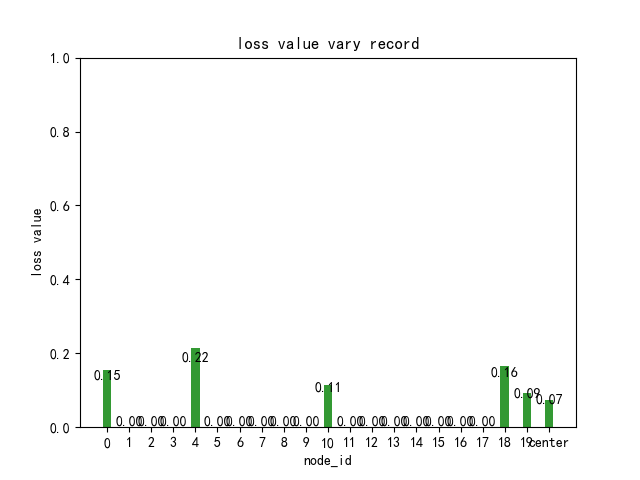 loss value vary record
1.0
0.8
0.6
0.4
0.2
0.0
loss value
0.15 0.00 0.00 0.00 0.22 0.00 0.00 0.00 0.00 0.00 0.11 0.00 0.00 0.00 0.00 0.00 0.00 0.00 0.16 0.09 0.07
0 1 2 3 4 5 6 7 8 9 10 11 12 13 14 15 16 17 18 19 center
node_id